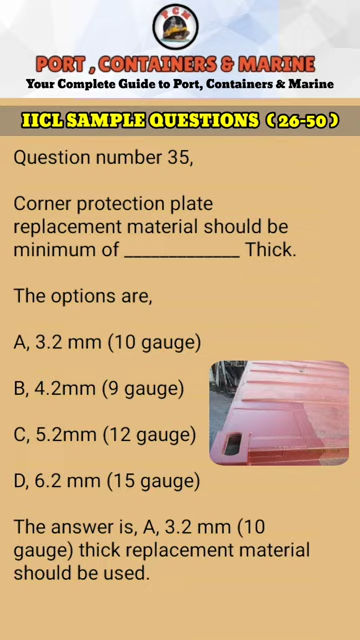 PCM
PORT , CONTAINERS & MARINE
Your Complete Guide to Port, Containers & Marine
IICL SAMPLE QUESTIONS ( 26-50 )
Question number 35,
Corner protection plate
replacement material should be
minimum of _____________ Thick.
The options are,
A, 3.2 mm (10 gauge)
B, 4.2mm (9 gauge)
C, 5.2mm (12 gauge)
D, 6.2 mm (15 gauge)
The answer is, A, 3.2 mm (10
gauge) thick replacement material
should be used.